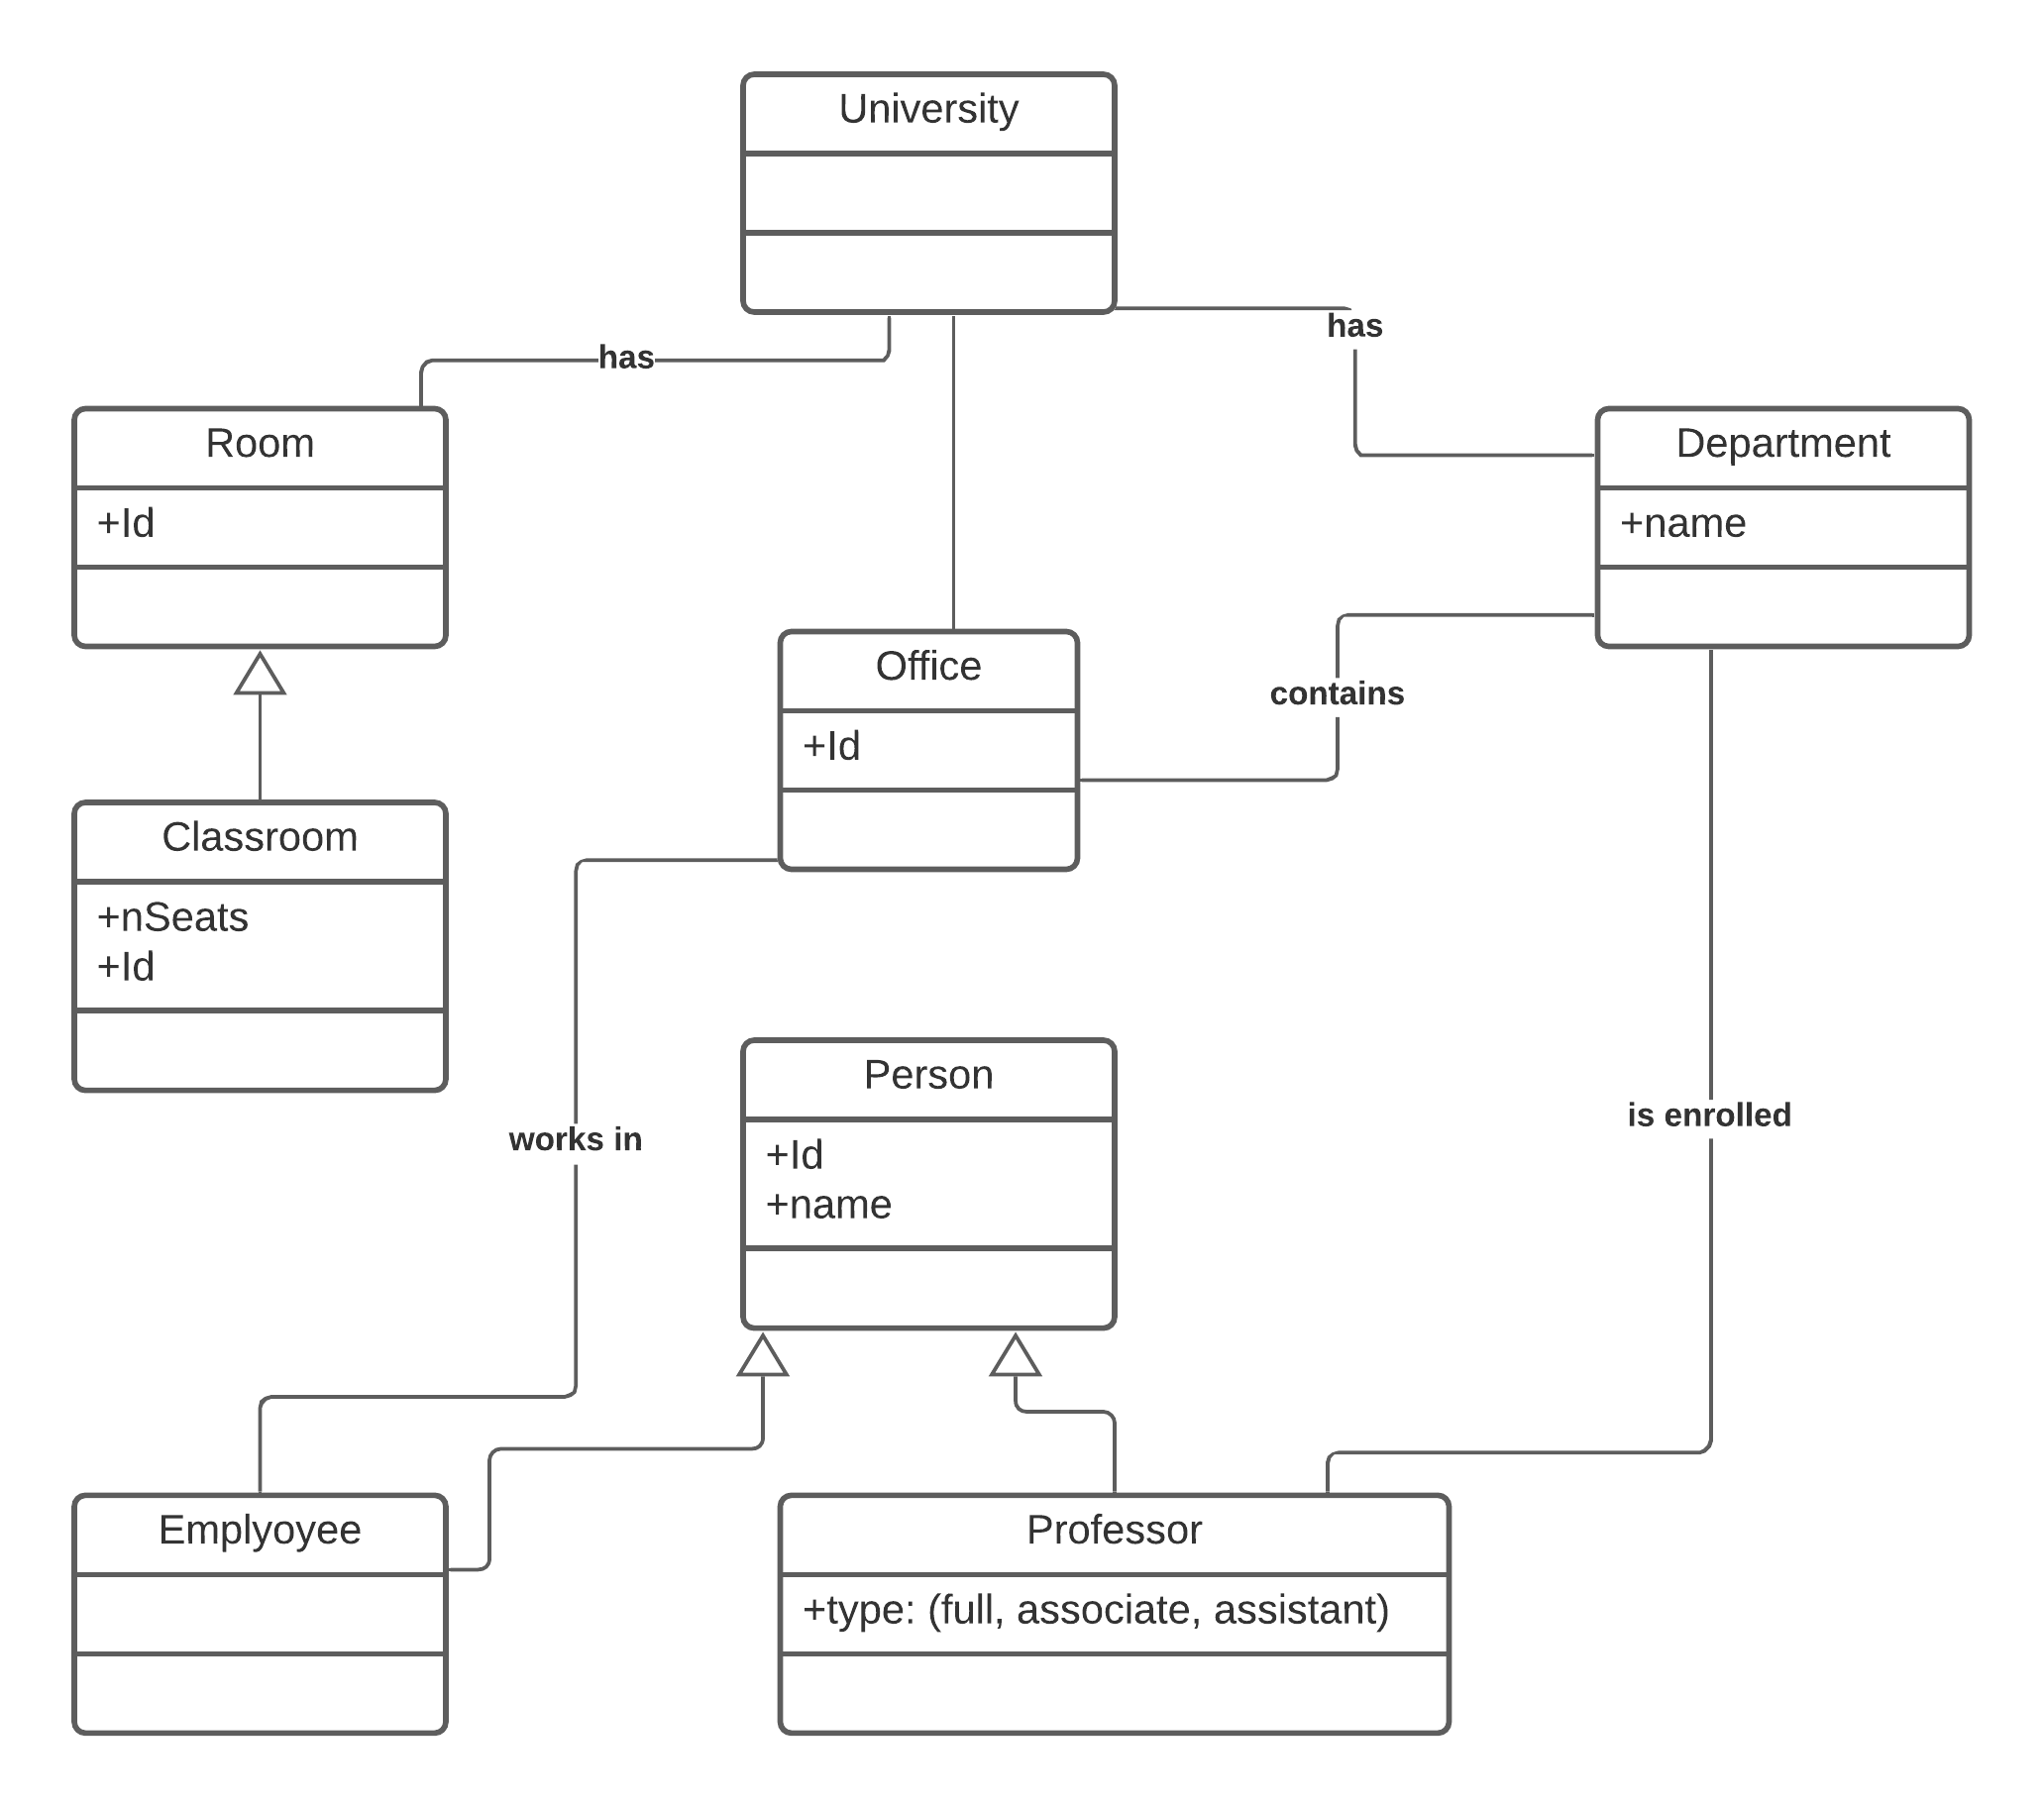 University
has
has
Room
+Id
Department
+name
Office
+Id
contains
Classroom
+nSeats
+Id
Person
+Id
+name
works in
is enrolled
Emplyoyee
Professor
+type: (full, associate, assistant)